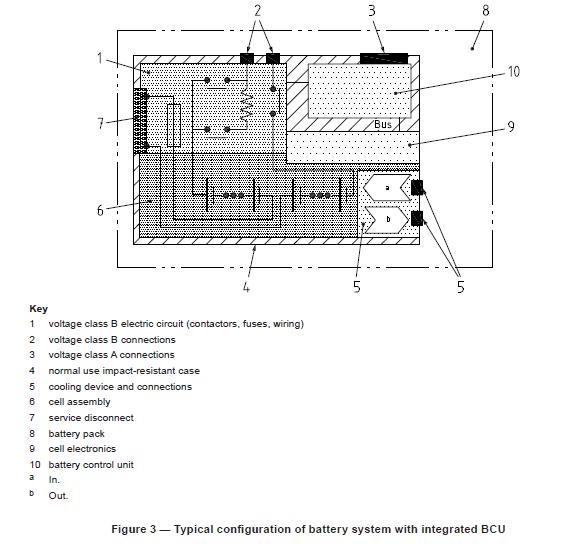 2 3 8
1
10
Bus
7
9
a
6
b
4 5 5
Key
1 voltage class B electric circuit (contactors, fuses, wiring)
2 voltage class B connections
3 voltage class A connections
4 normal use impact-resistant case
5 cooling device and connections
6 cell assembly
7 service disconnect
8 battery pack
9 cell electronics
10 battery control unit
a In.
b Out.
Figure 3 — Typical configuration of battery system with integrated BCU